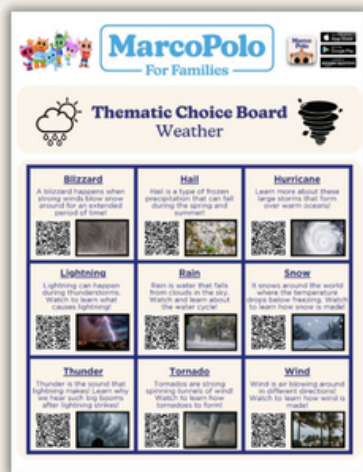 MarcoPolo
For Families
Marco
Polo
App Store
Google Play
Thematic Choice Board
Weather
Blizzard
A blizzard happens when
strong winds blow snow
around for an extended
period of time!
Hail
Hail is a type of frozen
precipitation that can fall
during the spring and
summer!
Hurricane
Learn more about these
large storms that form
over warm oceans!
Lightning
Lightning can happen
during thunderstorms.
Watch to learn what
causes lightning!
Rain
Rain is water that falls
from clouds in the sky.
Watch and learn about
the water cycle!
Snow
It snows around the world
where the temperature
drops below freezing. Watch
to learn how snow is made!
Thunder
Thunder is the sound that
lightning makes! Learn why
we hear such big booms
after lightning strikes!
Tornado
Tornados are strong
spinning tunnels of wind!
Watch to learn how
tornadoes to form!
Wind
Wind is air blowing around
in different directions!
Watch to learn how wind is
made!